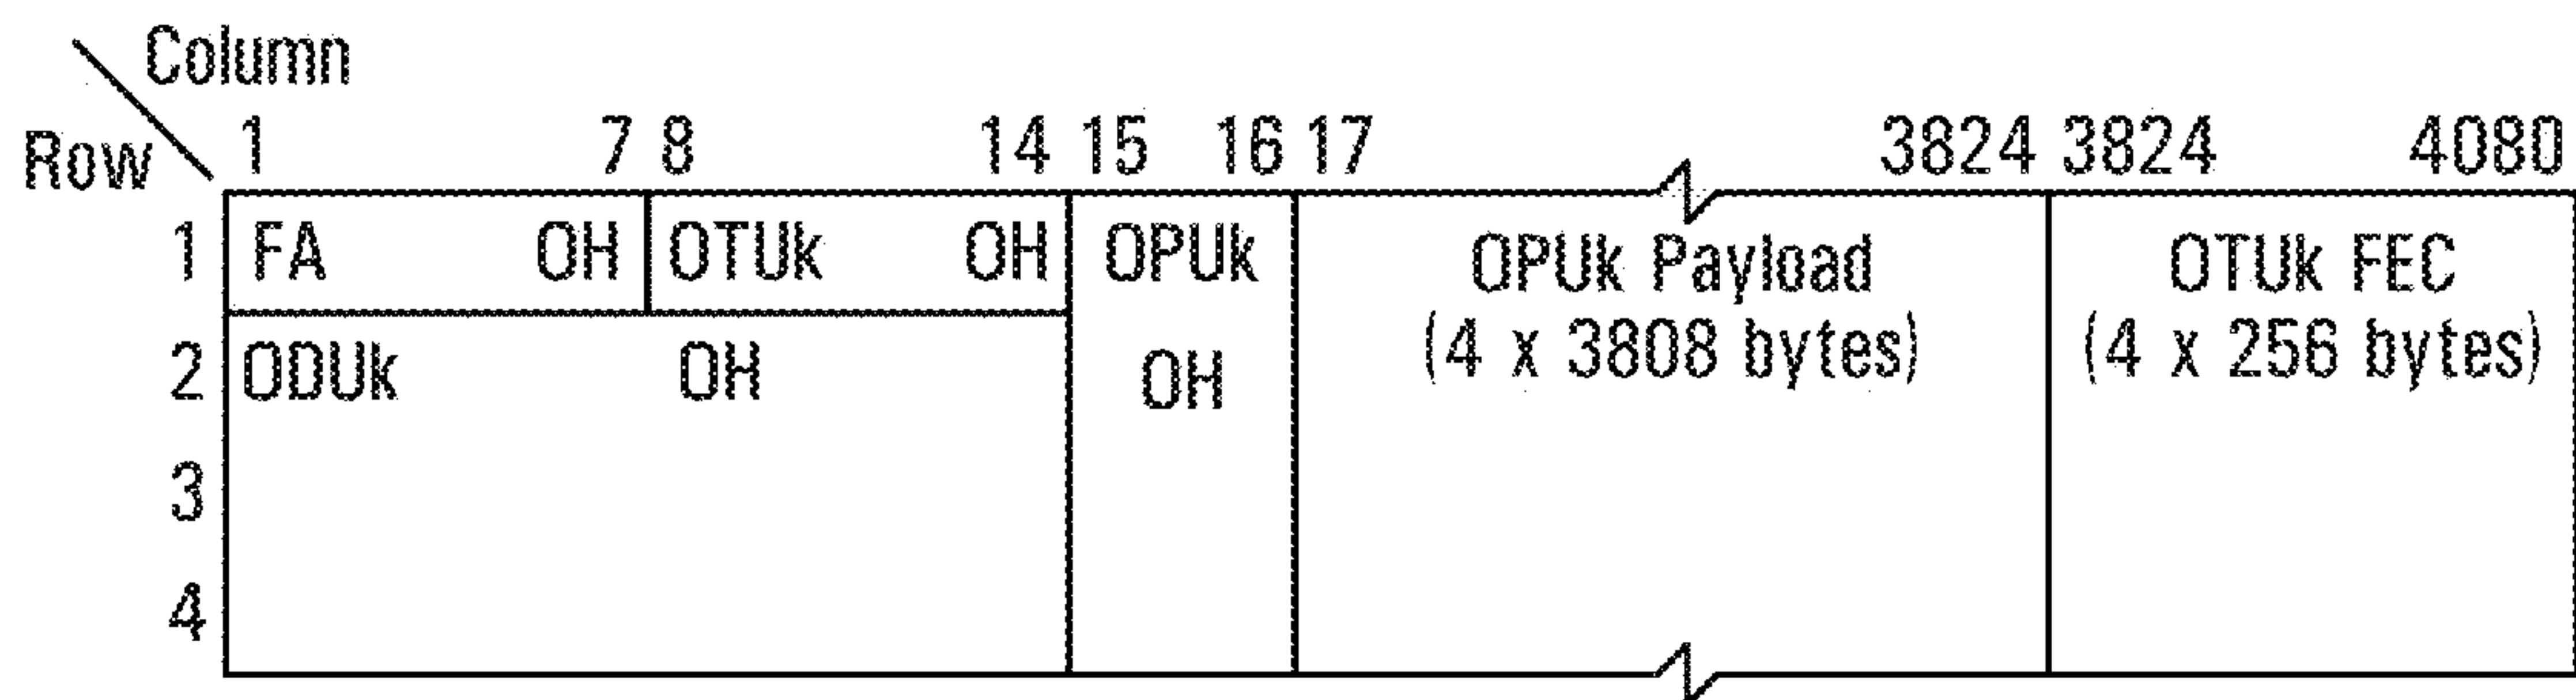 Column
Row 1 7 8 14 15 16 17 3824 3824 4080
1 FA OH OTUk OH OPUk OPUk Payload OTUk FEC
2 ODUk OH OH (4 x 3808 bytes) (4 x 256 bytes)
3
4